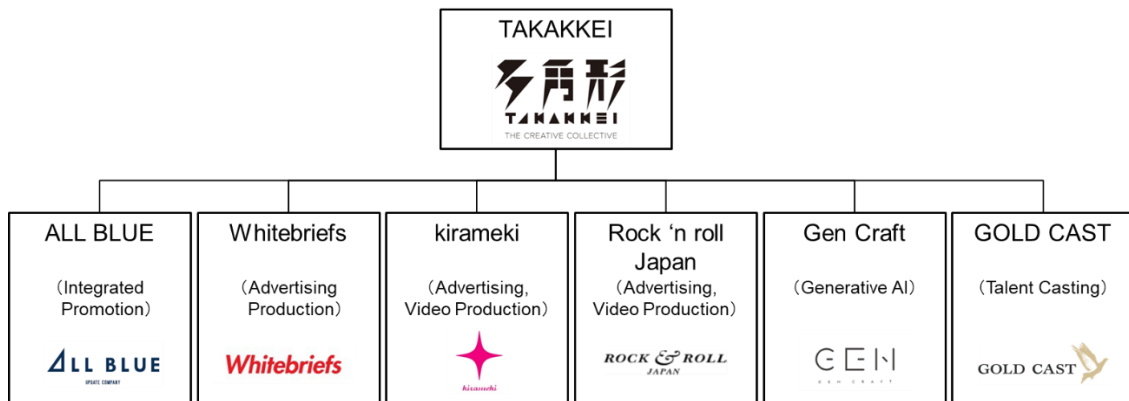 TAKAKKEI
多角形
TAKAKKEI
THE CREATIVE COLLECTIVE
ALL BLUE
（Integrated
Promotion）
ALL BLUE
UPDATE COMPANY
Whitebriefs
（Advertising
Production）
Whitebriefs
kirameki
（Advertising,
Video Production）
kirameki
Rock ‘n roll
Japan
（Advertising,
Video Production）
ROCK & ROLL
JAPAN
Gen Craft
（Generative AI）
GEN
GEN CRAFT
GOLD CAST
（Talent Casting）
GOLD CAST